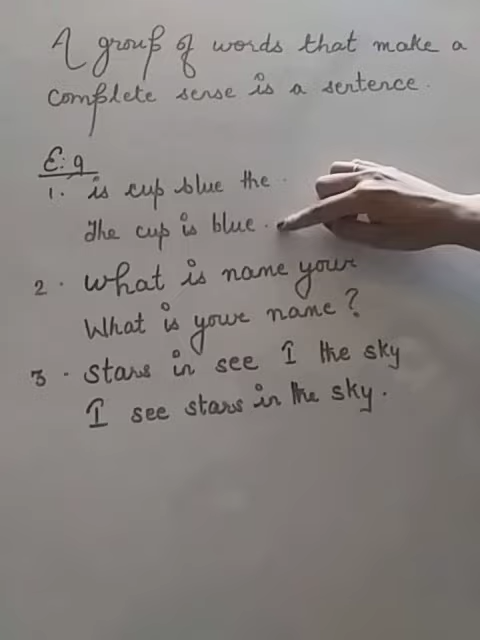 A group of words that make a
complete sense is a sentence.
E:g
1. is cup blue the.
The cup is blue.
2. What is name your
What is your name?
3. stars in see I the sky
I see stars in the sky.